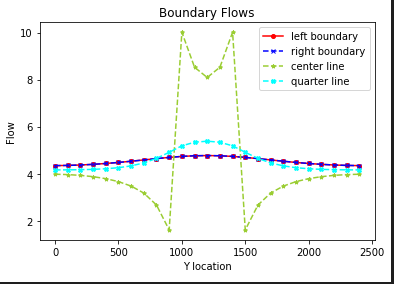 Boundary Flows
10
8
6
4
2
Flow
left boundary
right boundary
center line
quarter line
0 500 1000 1500 2000 2500
Y location